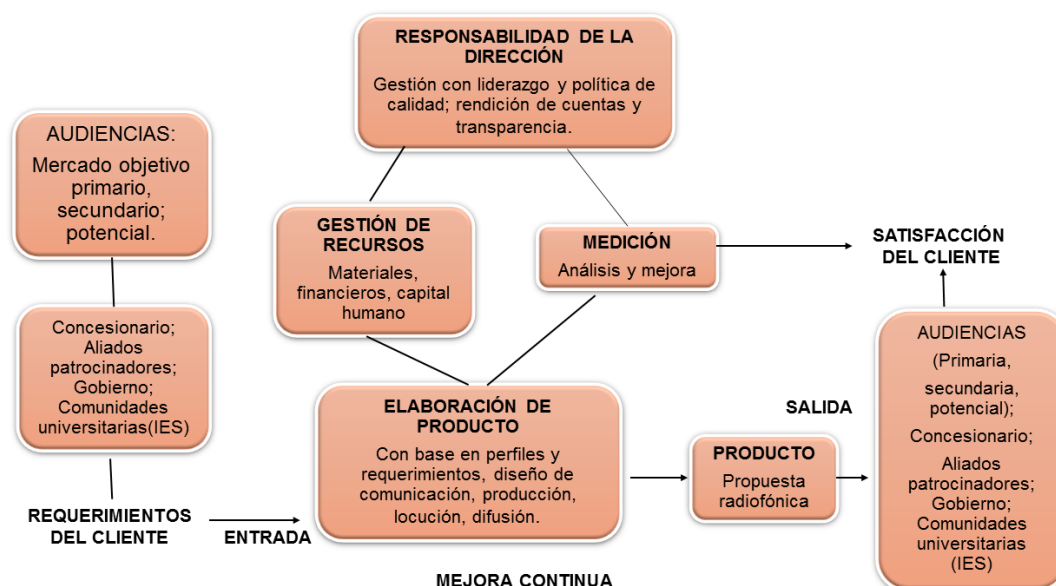 RESPONSABILIDAD DE LA
DIRECCIÓN
Gestión con liderazgo y política de
calidad; rendición de cuentas y
transparencia.
AUDIENCIAS:
Mercado objetivo
primario,
secundario;
potencial.
GESTIÓN DE
RECURSOS
Materiales,
financieros, capital
humano
MEDICIÓN
Análisis y mejora
SATISFACCIÓN
DEL CLIENTE
Concesionario;
Aliados
patrocinadores;
Gobierno;
Comunidades
universitarias(IES)
AUDIENCIAS
(Primaria,
secundaria,
potencial);
Concesionario;
Aliados
patrocinadores;
Gobierno;
Comunidades
universitarias
(IES)
ELABORACIÓN DE
PRODUCTO
Con base en perfiles y
requerimientos, diseño de
comunicación, producción,
locución, difusión.
SALIDA
PRODUCTO
Propuesta
radiofónica
REQUERIMIENTOS
DEL CLIENTE
ENTRADA
MEJORA CONTINUA